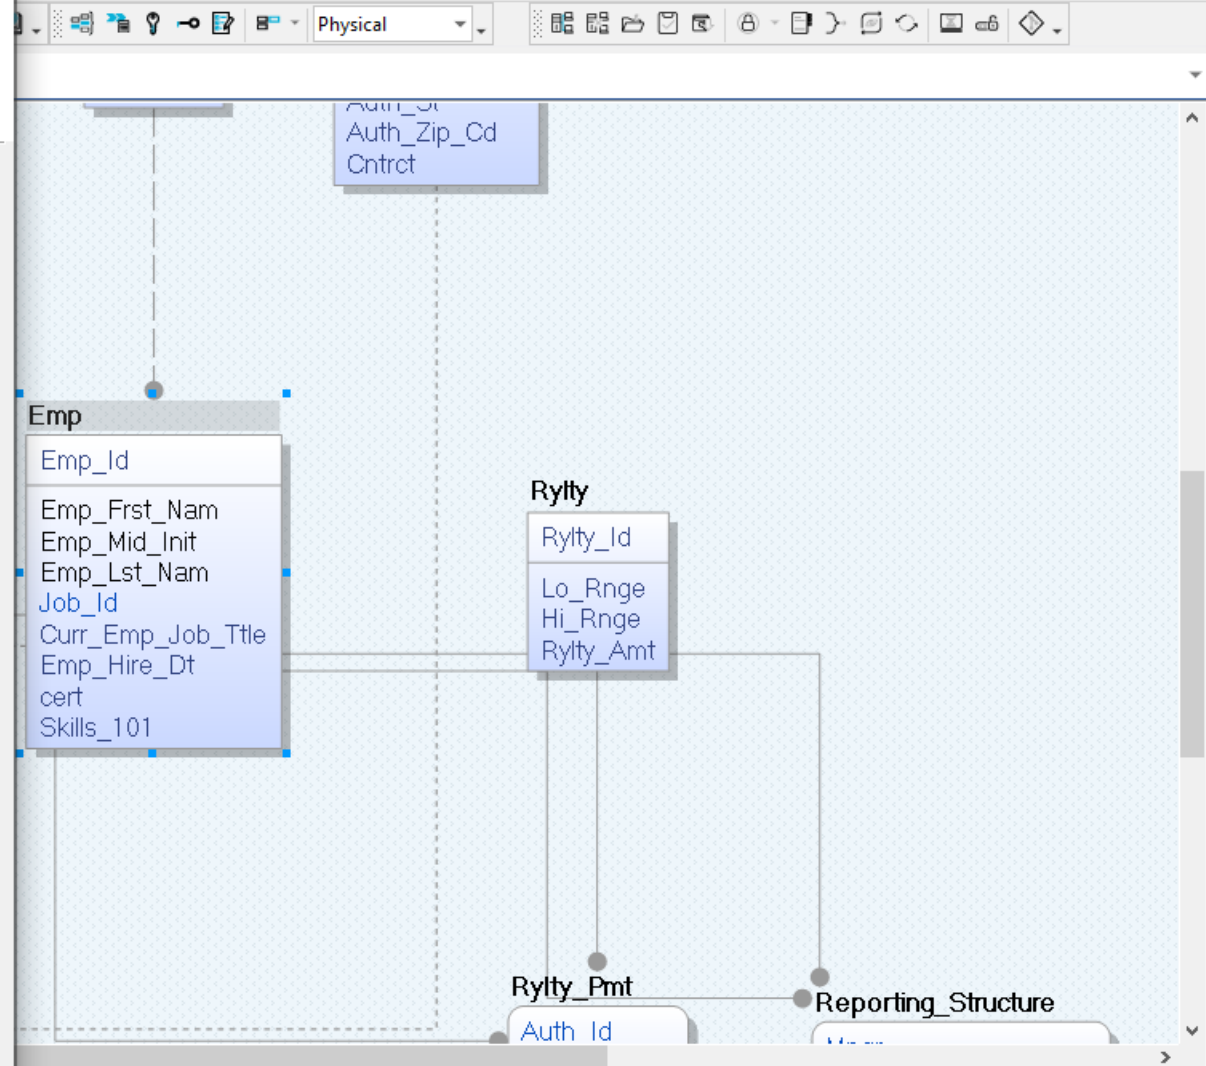 Physical
Auth_St
Auth_Zip_Cd
Cntrct
Emp
Emp_Id
Emp_Frst_Nam
Emp_Mid_Init
Emp_Lst_Nam
Job_Id
Curr_Emp_Job_Ttle
Emp_Hire_Dt
cert
Skills_101
Rylty
Rylty_Id
Lo_Rnge
Hi_Rnge
Rylty_Amt
Rylty_Pmt
Auth_Id
Reporting_Structure